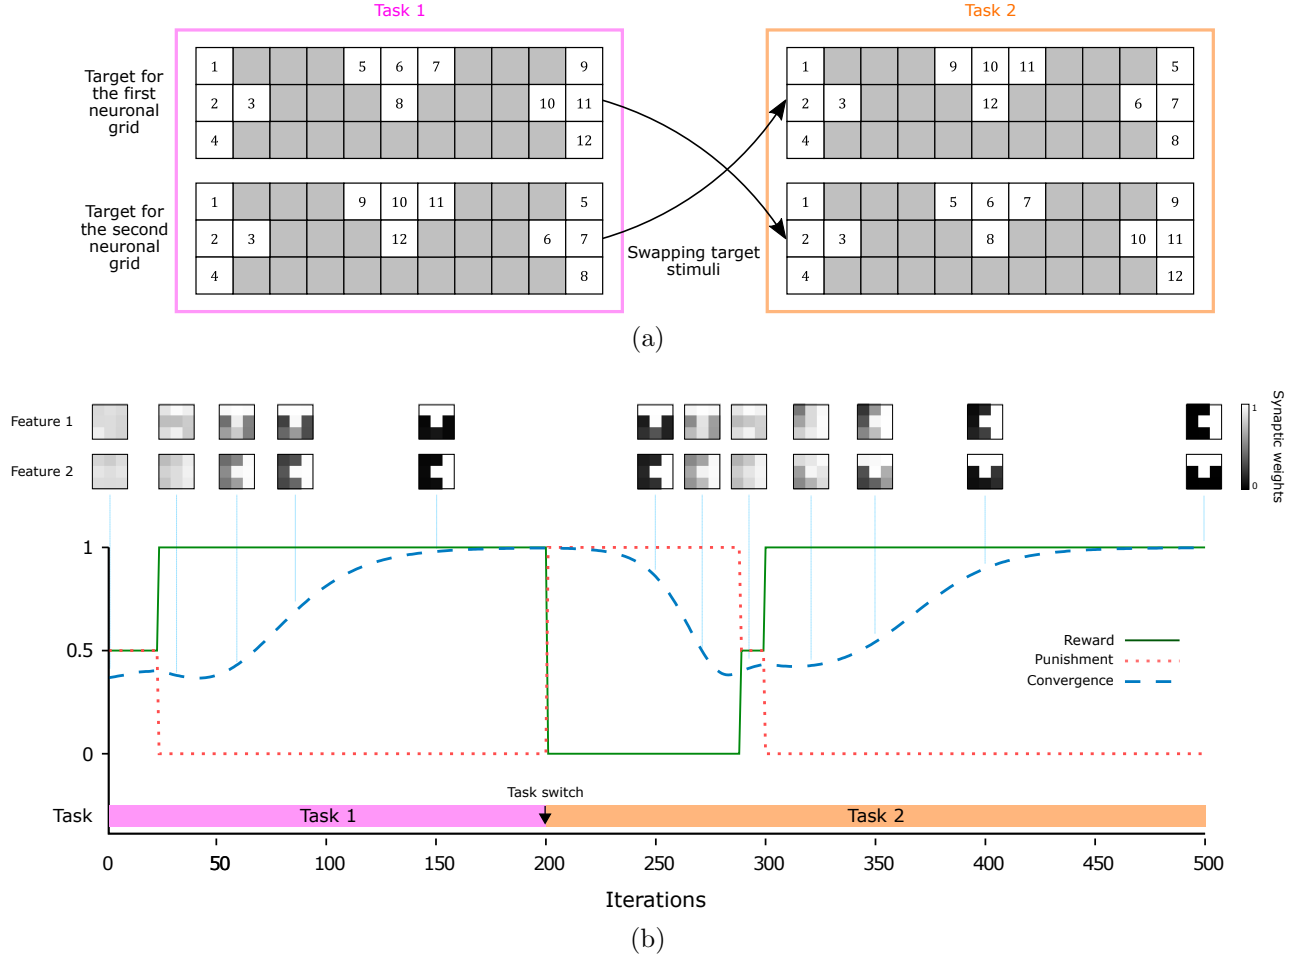 Task 1
Task 2
Target for
the first
neuronal
grid
1 5 6 7 9
2 3 8 10 11
4 12
1 9 10 11 5
2 3 12 6 7
4 8
Target for
the second
neuronal
grid
1 9 10 11 5
2 3 12 6 7
4 8
1 5 6 7 9
2 3 8 10 11
4 12
Swapping target
stimuli
(a)
Feature 1
Feature 2
1
0
Synaptic weights
1
0.5
0
Reward
Punishment
Convergence
Task switch
Task
Task 1
Task 2
0 50 100 150 200 250 300 350 400 450 500
Iterations
(b)